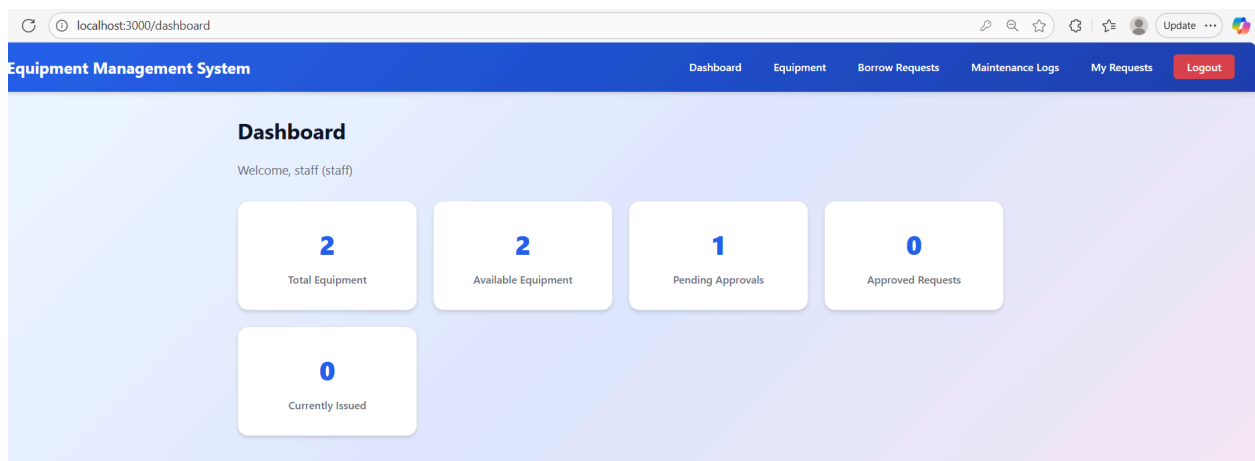 localhost:3000/dashboard
Update
Equipment Management System
Dashboard
Equipment
Borrow Requests
Maintenance Logs
My Requests
Logout
Dashboard
Welcome, staff (staff)
2
Total Equipment
2
Available Equipment
1
Pending Approvals
0
Approved Requests
0
Currently Issued